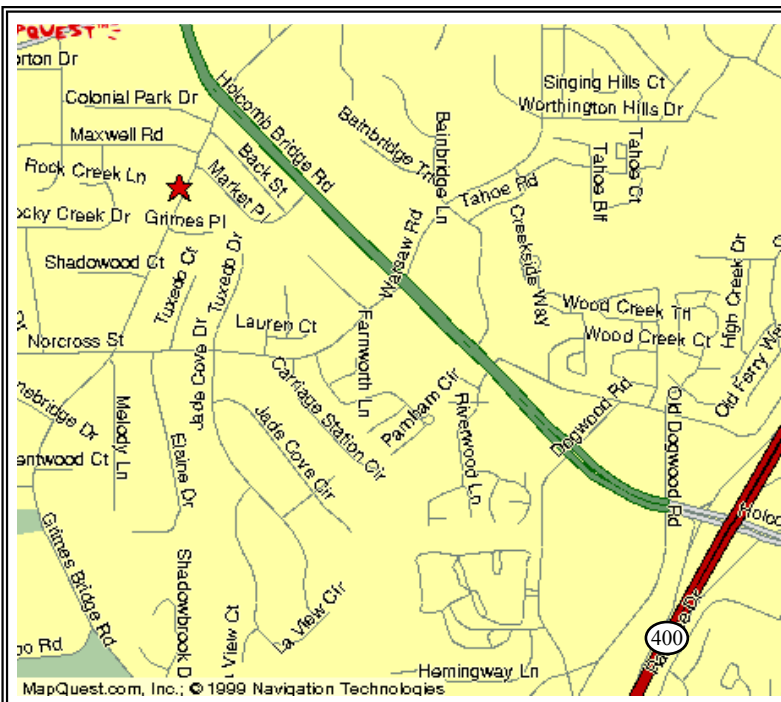 PQUEST™
orton Dr
Colonial Park Dr
Holcomb Bridge Rd
Singing Hills Ct
Worthington Hills Dr
Maxwell Rd
Bainbridge Trl
Bainbridge Ln
Back St
Tahoe Ct
Tahoe Blf
Rock Creek Ln
Market Pl
Tahoe Rd
ocky Creek Dr
Grimes Pl
Creekside Way
Warsaw Rd
Shadowood Ct
Tuxedo Ct
Tuxedo Dr
High Creek Dr
Wood Creek Trl
Lauren Ct
Farnworth Ln
Wood Creek Ct
Dr
Norcross St
Old Ferry Wa
Jade Cove Dr
Carriage Station Cir
Parnham Cir
Dogwood Rd
Old Dogwood Rd
nebridge Dr
Melody Ln
Elaine Dr
Jade Cove Cir
Riverwood Ln
entwood Ct
Holco
Grimes Bridge Rd
Shadowbrook D
View Ct
La View Cir
400
go Rd
Hemingway Ln
MapQuest.com, Inc.; © 1999 Navigation Technologies